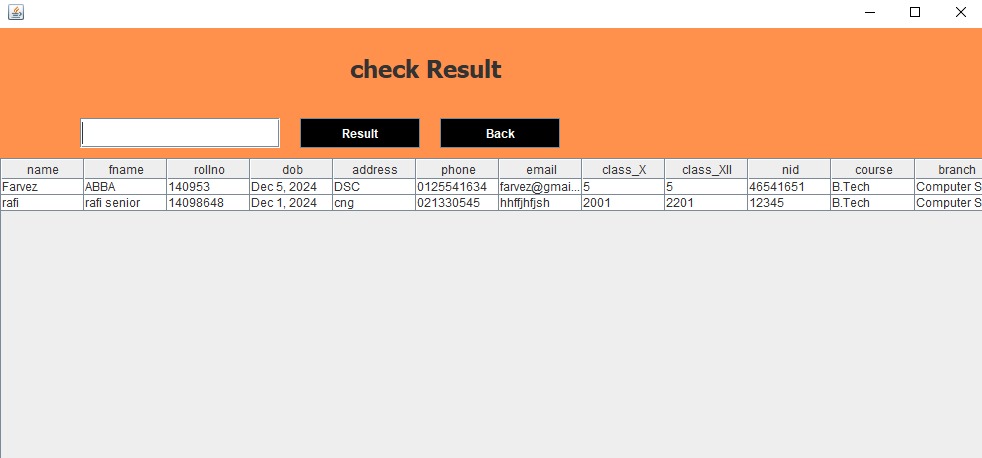 check Result
Result Back
name fname rollno dob address phone email class_X class_XII nid course branch
Farvez ABBA 140953 Dec 5, 2024 DSC 0125541634 farvez@gmai... 5 5 46541651 B.Tech Computer S
rafi rafi senior 14098648 Dec 1, 2024 cng 021330545 hhffjhfjsh 2001 2201 12345 B.Tech Computer S